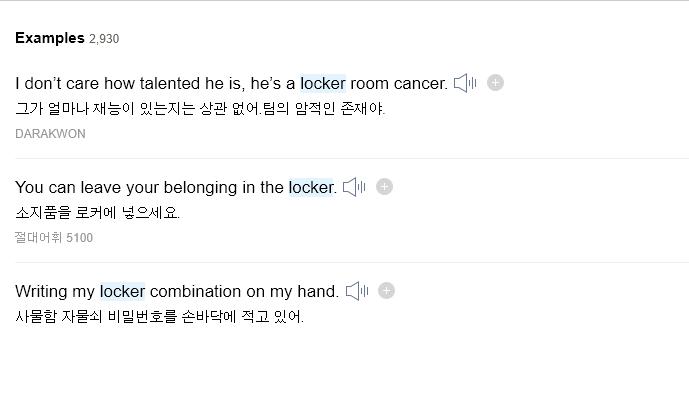 Examples 2,930
I don't care how talented he is, he's a locker room cancer.
그가 얼마나 재능이 있는지는 상관 없어.팀의 암적인 존재야.
DARAKWON
You can leave your belonging in the locker.
소지품을 로커에 넣으세요.
절대어휘 5100
Writing my locker combination on my hand.
사물함 자물쇠 비밀번호를 손바닥에 적고 있어.